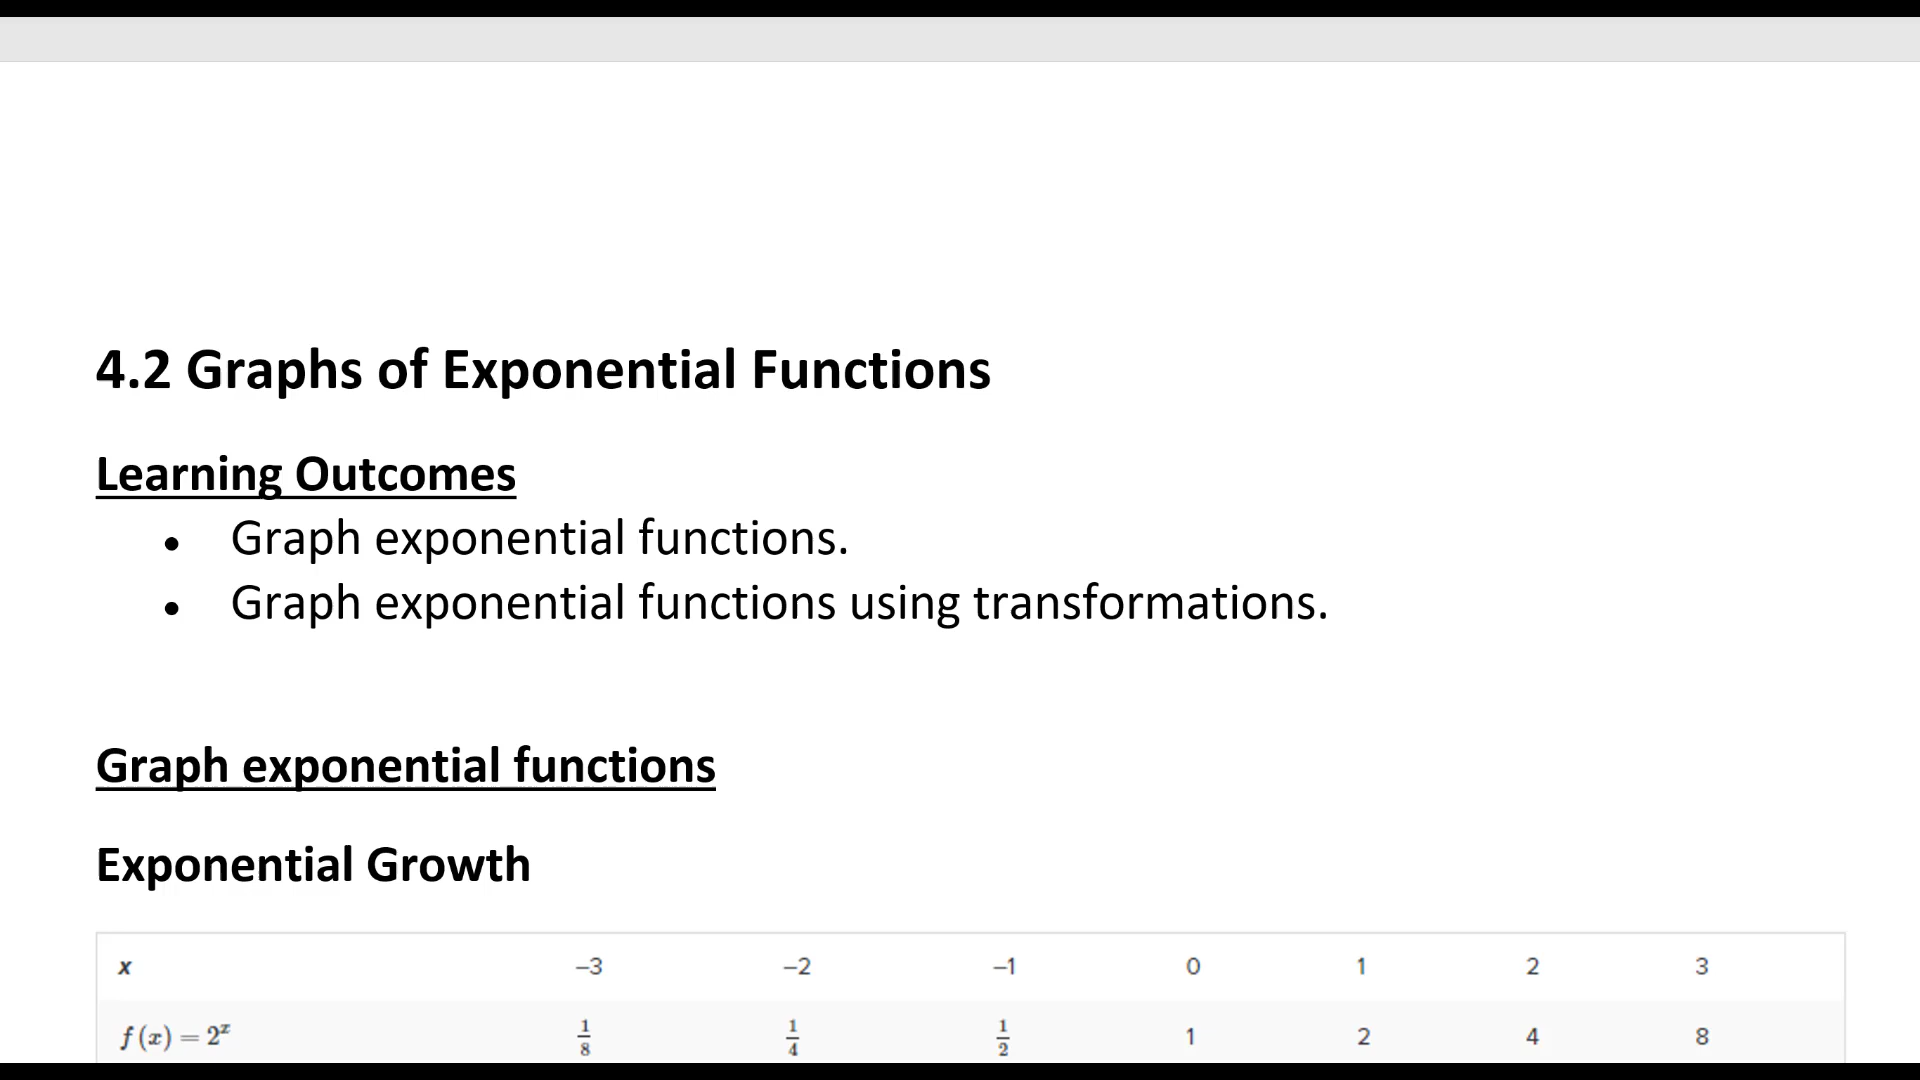 4.2 Graphs of Exponential Functions
Learning Outcomes
• Graph exponential functions.
• Graph exponential functions using transformations.
Graph exponential functions
Exponential Growth
x –3 –2 –1 0 1 2 3
f (x) = 2ˣ 1/8 1/4 1/2 1 2 4 8